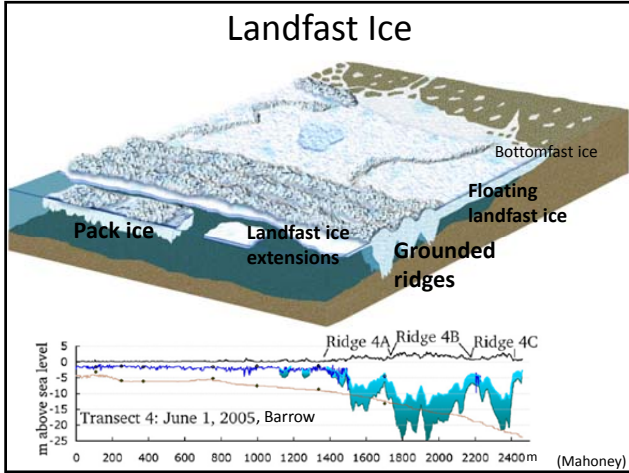 Landfast Ice
Bottomfast ice
Floating
landfast ice
Pack ice
Landfast ice
extensions
Grounded
ridges
m above sea level
5
0
-5
-10
-15
-20
-25
Ridge 4A
Ridge 4B
Ridge 4C
Transect 4: June 1, 2005, Barrow
0 200 400 600 800 1000 1200 1400 1600 1800 2000 2200 2400 m
(Mahoney)